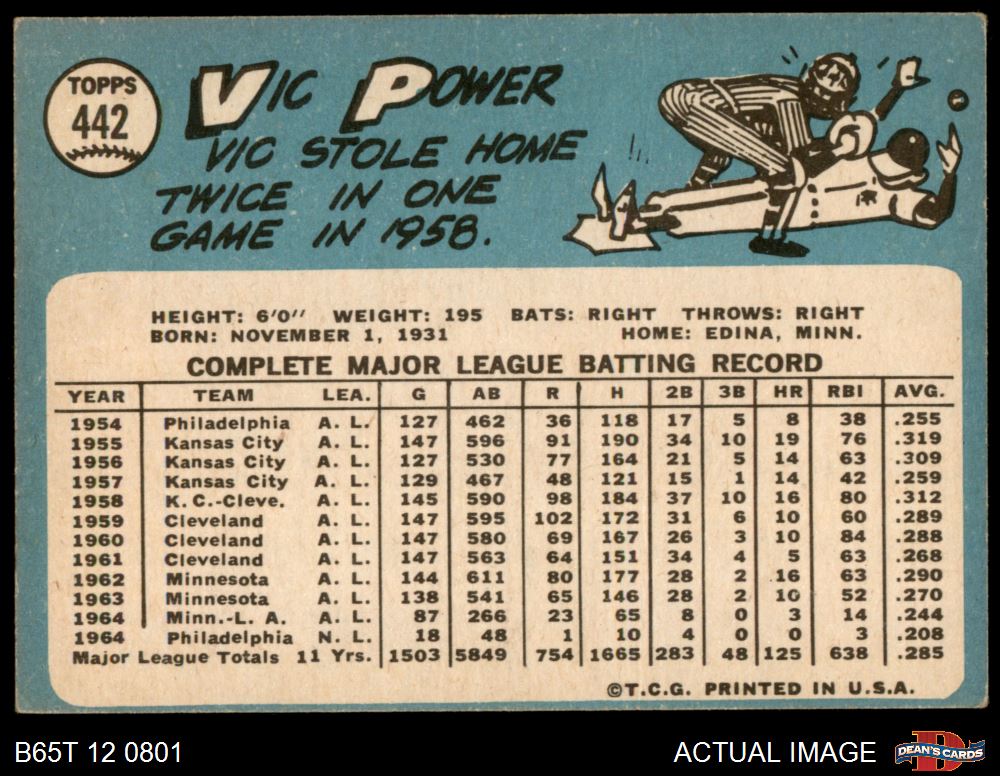 TOPPS
442
VIC POWER
VIC STOLE HOME
TWICE IN ONE
GAME IN 1958.
HEIGHT: 6'0" WEIGHT: 195 BATS: RIGHT THROWS: RIGHT
BORN: NOVEMBER 1, 1931 HOME: EDINA, MINN.
COMPLETE MAJOR LEAGUE BATTING RECORD
YEAR TEAM LEA. G AB R H 2B 3B HR RBI AVG.
1954 Philadelphia A. L. 127 462 36 118 17 5 8 38 .255
1955 Kansas City A. L. 147 596 91 190 34 10 19 76 .319
1956 Kansas City A. L. 127 530 77 164 21 5 14 63 .309
1957 Kansas City A. L. 129 467 48 121 15 1 14 42 .259
1958 K. C.-Cleve. A. L. 145 590 98 184 37 10 16 80 .312
1959 Cleveland A. L. 147 595 102 172 31 6 10 60 .289
1960 Cleveland A. L. 147 580 69 167 26 3 10 84 .288
1961 Cleveland A. L. 147 563 64 151 34 4 5 63 .268
1962 Minnesota A. L. 144 611 80 177 28 2 16 63 .290
1963 Minnesota A. L. 138 541 65 146 28 2 10 52 .270
1964 Minn.-L. A. A. L. 87 266 23 65 8 0 3 14 .244
1964 Philadelphia N. L. 18 48 1 10 4 0 0 3 .208
Major League Totals 11 Yrs. 1503 5849 754 1665 283 48 125 638 .285
©T.C.G. PRINTED IN U.S.A.
B65T 12 0801 ACTUAL IMAGE DEAN'S CARDS